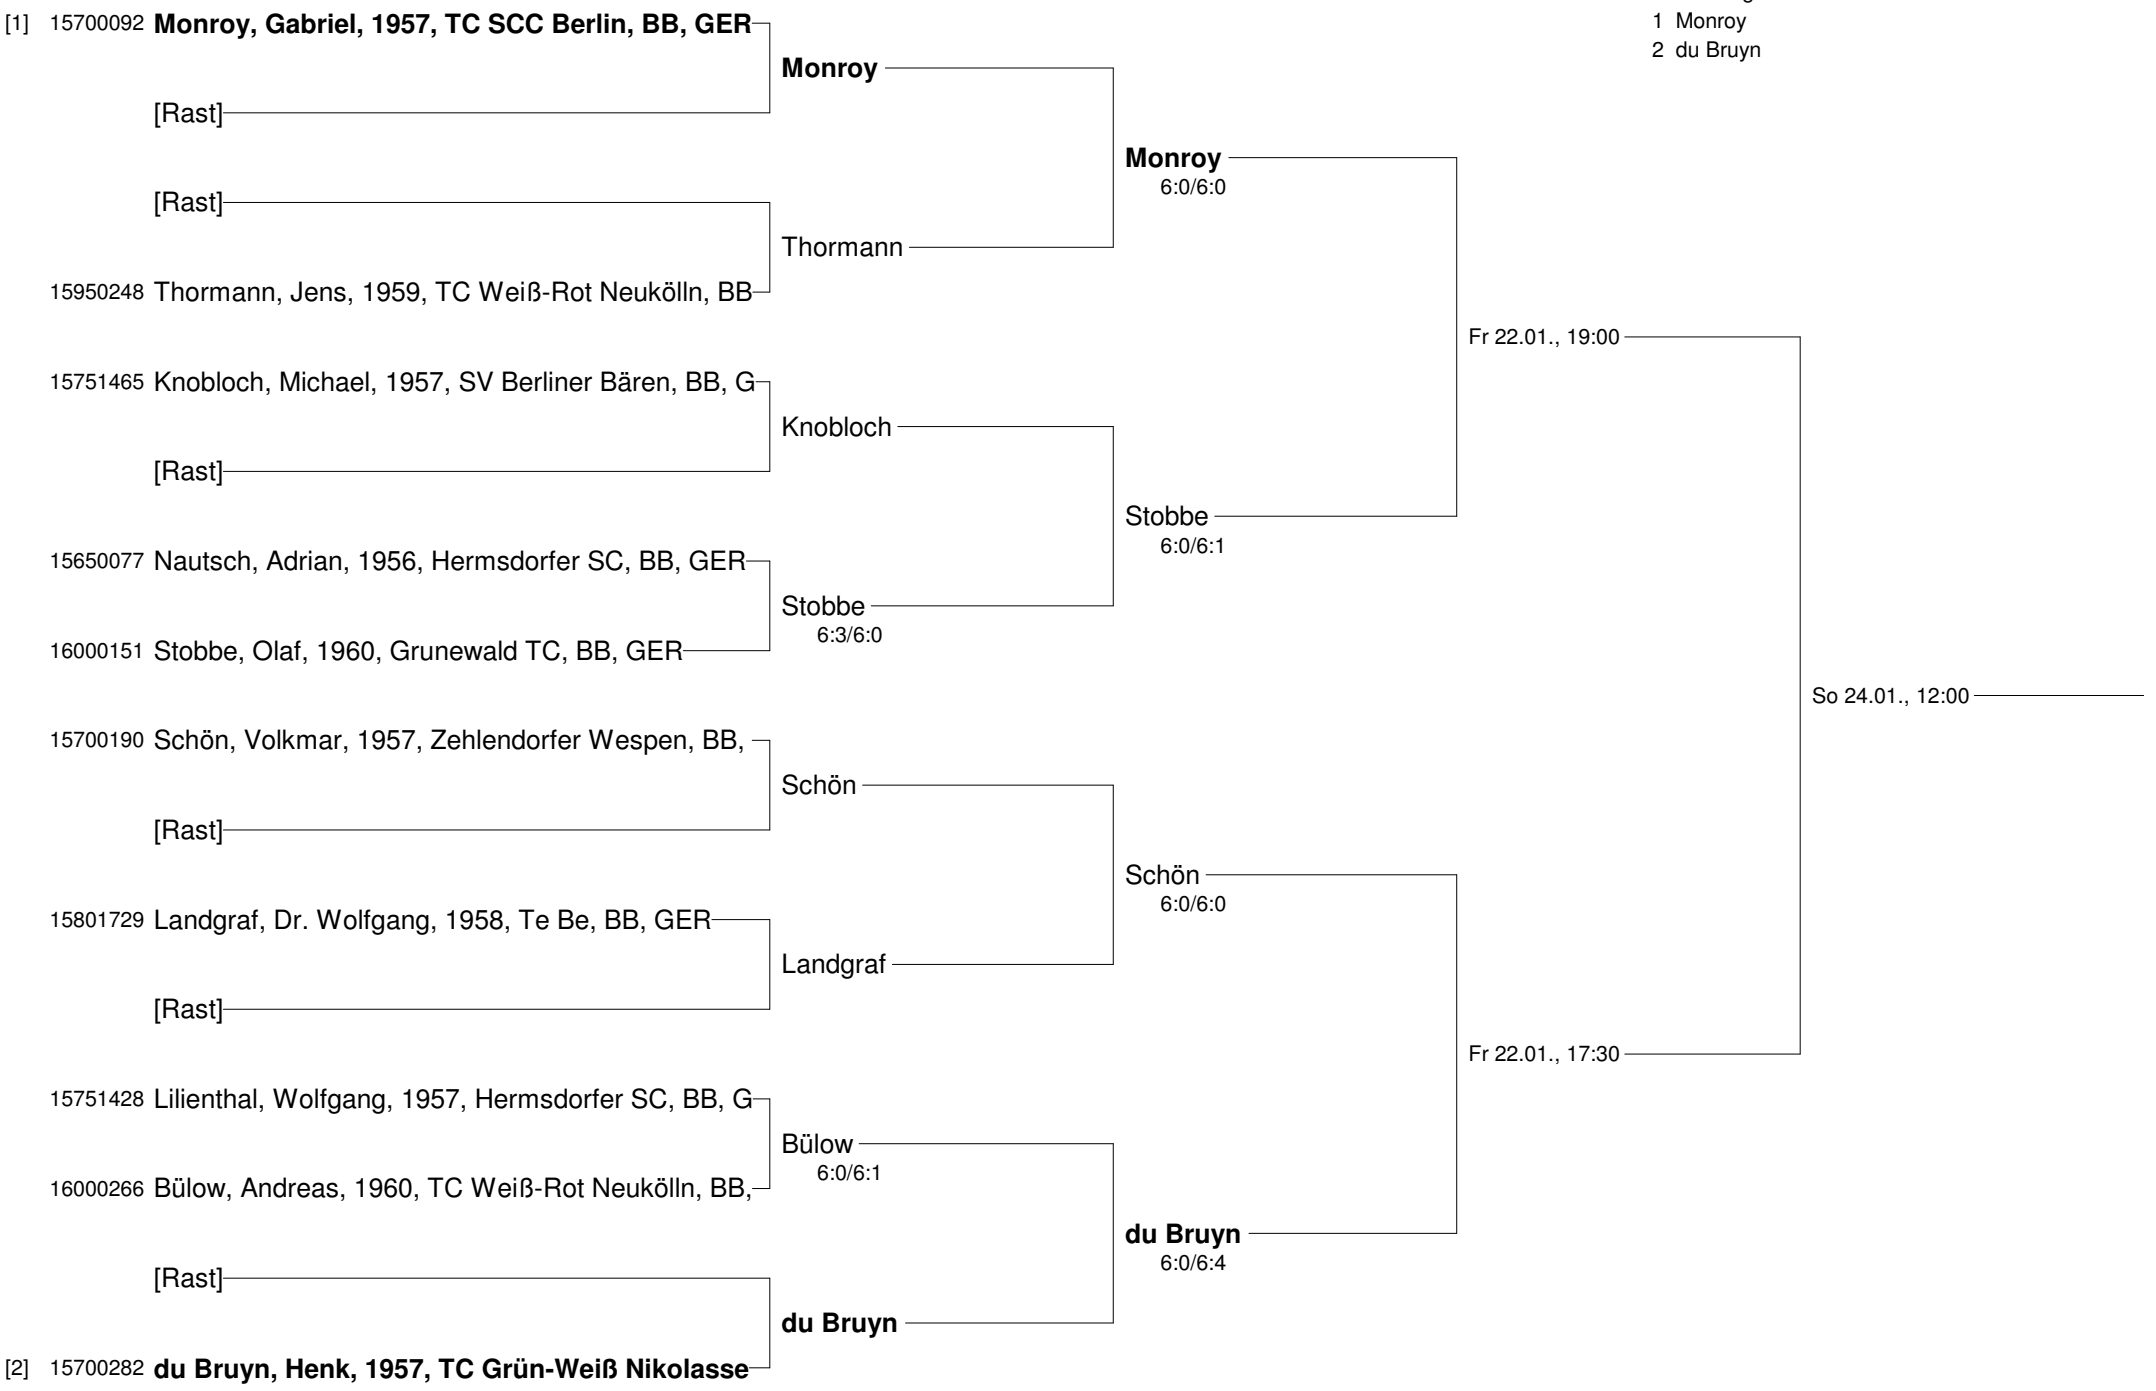 [1] 15700092 Monroy, Gabriel, 1957, TC SCC Berlin, BB, GER
1 Monroy
2 du Bruyn
Monroy
[Rast]
Monroy
6:0/6:0
[Rast]
Thormann
15950248 Thormann, Jens, 1959, TC Weiß-Rot Neukölln, BB
Fr 22.01., 19:00
15751465 Knobloch, Michael, 1957, SV Berliner Bären, BB, G
Knobloch
[Rast]
Stobbe
6:0/6:1
15650077 Nautsch, Adrian, 1956, Hermsdorfer SC, BB, GER
Stobbe
6:3/6:0
16000151 Stobbe, Olaf, 1960, Grunewald TC, BB, GER
So 24.01., 12:00
15700190 Schön, Volkmar, 1957, Zehlendorfer Wespen, BB,
Schön
[Rast]
Schön
6:0/6:0
15801729 Landgraf, Dr. Wolfgang, 1958, Te Be, BB, GER
Landgraf
[Rast]
Fr 22.01., 17:30
15751428 Lilienthal, Wolfgang, 1957, Hermsdorfer SC, BB, G
Bülow
6:0/6:1
16000266 Bülow, Andreas, 1960, TC Weiß-Rot Neukölln, BB,
du Bruyn
6:0/6:4
[Rast]
du Bruyn
[2] 15700282 du Bruyn, Henk, 1957, TC Grün-Weiß Nikolasse